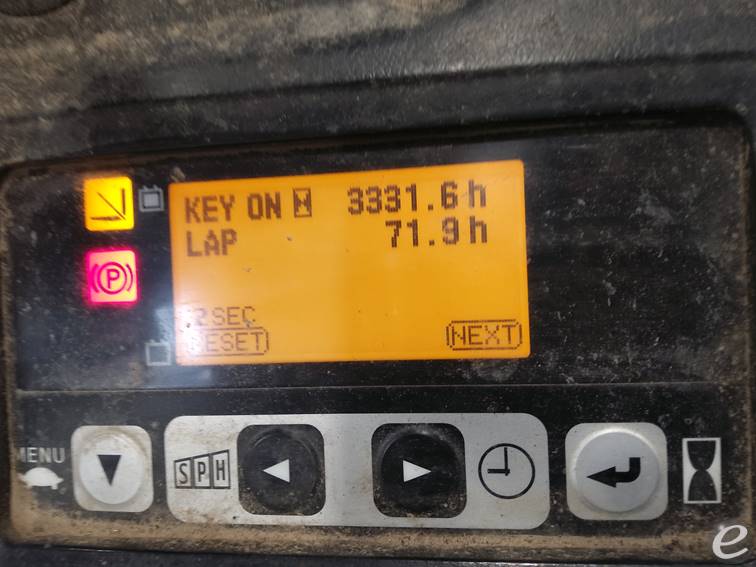 KEY ON 3331.6 h
LAP 71.9 h
2 SEC
RESET NEXT
P
MENU
SPH
e